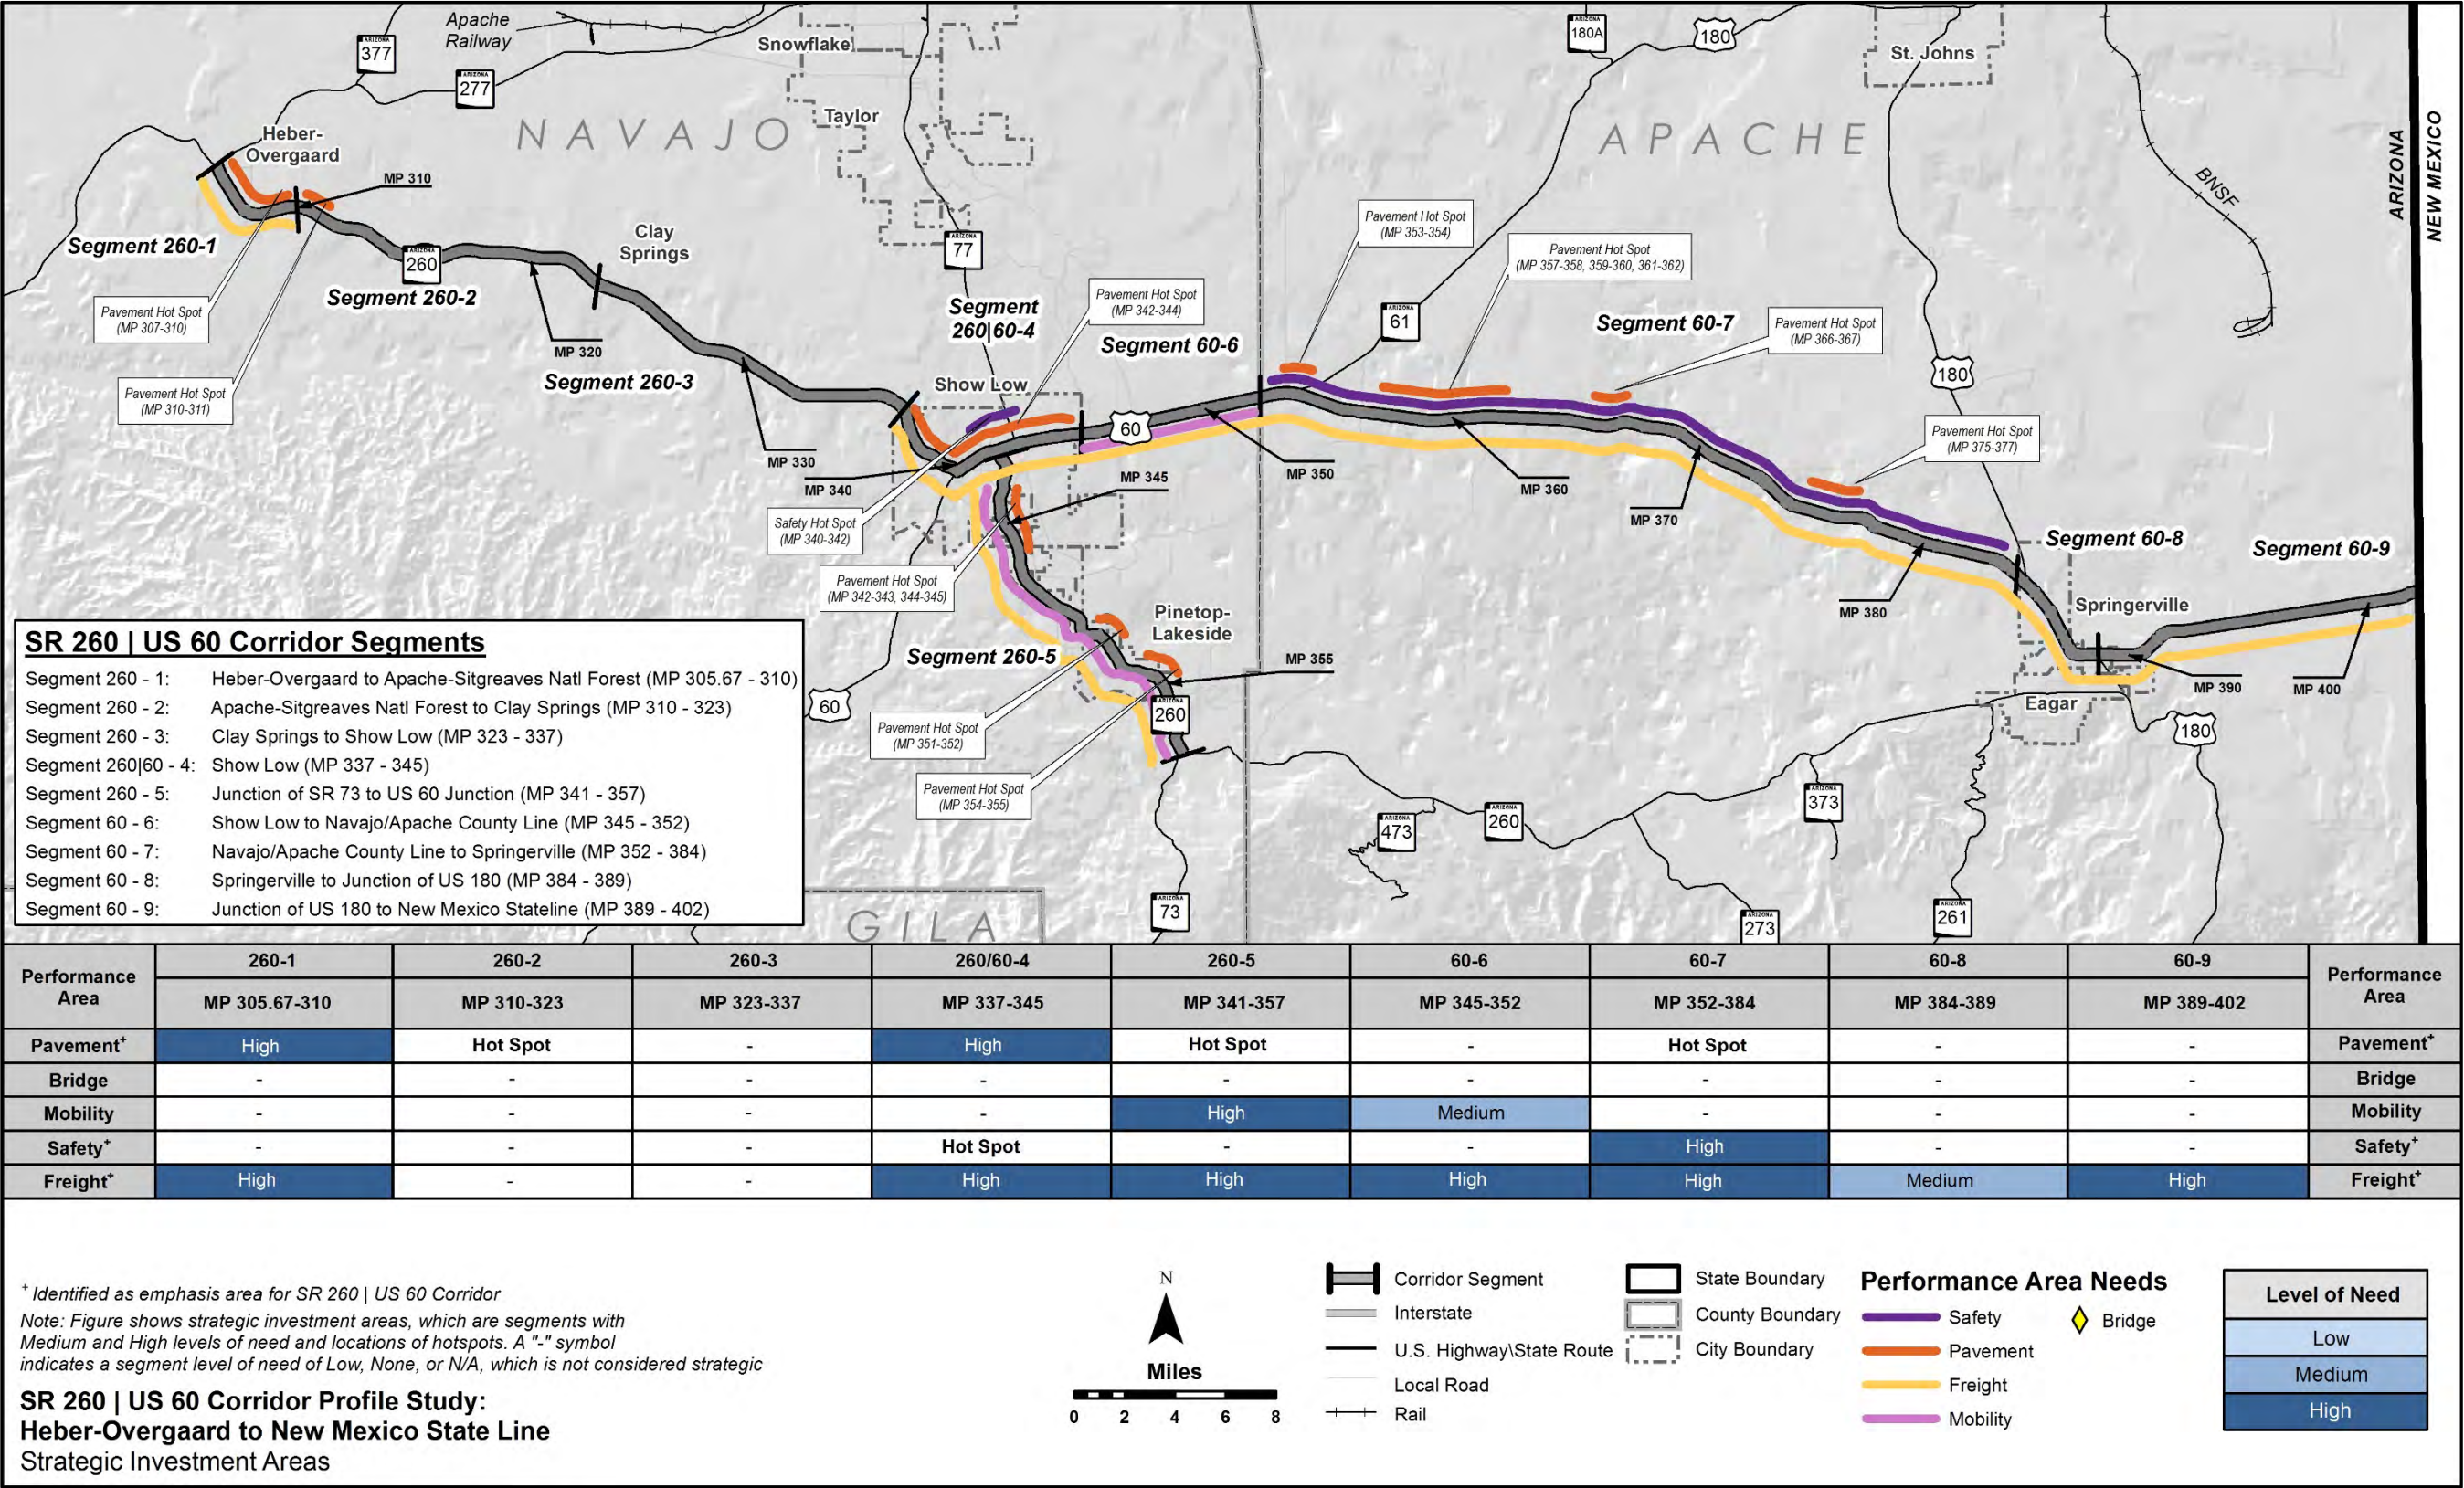 Apache
Railway
ARIZONA
377
ARIZONA
277
Snowflake
Taylor
NAVAJO
APACHE
ARIZONA
180A
180
St. Johns
ARIZONA
NEW MEXICO
BNSF
Heber-
Overgaard
MP 310
Segment 260-1
ARIZONA
260
Segment 260-2
Clay
Springs
MP 320
Segment 260-3
Pavement Hot Spot
(MP 307-310)
Pavement Hot Spot
(MP 310-311)
ARIZONA
77
Segment
260|60-4
Pavement Hot Spot
(MP 342-344)
Segment 60-6
Show Low
60
Pavement Hot Spot
(MP 353-354)
Pavement Hot Spot
(MP 357-358, 359-360, 361-362)
ARIZONA
61
Segment 60-7
Pavement Hot Spot
(MP 366-367)
180
Pavement Hot Spot
(MP 375-377)
MP 330
MP 340
MP 345
MP 350
MP 360
MP 370
Safety Hot Spot
(MP 340-342)
Pavement Hot Spot
(MP 342-343, 344-345)
Segment 60-8
Segment 60-9
MP 380
Springerville
Pinetop-
Lakeside
Segment 260-5
MP 355
MP 390
MP 400
Eagar
60
ARIZONA
260
180
Pavement Hot Spot
(MP 351-352)
Pavement Hot Spot
(MP 354-355)
ARIZONA
473
ARIZONA
260
ARIZONA
373
ARIZONA
73
ARIZONA
273
ARIZONA
261
GILA
SR 260 | US 60 Corridor Segments
Segment 260 - 1: Heber-Overgaard to Apache-Sitgreaves Natl Forest (MP 305.67 - 310)
Segment 260 - 2: Apache-Sitgreaves Natl Forest to Clay Springs (MP 310 - 323)
Segment 260 - 3: Clay Springs to Show Low (MP 323 - 337)
Segment 260|60 - 4: Show Low (MP 337 - 345)
Segment 260 - 5: Junction of SR 73 to US 60 Junction (MP 341 - 357)
Segment 60 - 6: Show Low to Navajo/Apache County Line (MP 345 - 352)
Segment 60 - 7: Navajo/Apache County Line to Springerville (MP 352 - 384)
Segment 60 - 8: Springerville to Junction of US 180 (MP 384 - 389)
Segment 60 - 9: Junction of US 180 to New Mexico Stateline (MP 389 - 402)
Performance Area 260-1 260-2 260-3 260/60-4 260-5 60-6 60-7 60-8 60-9 Performance Area
MP 305.67-310 MP 310-323 MP 323-337 MP 337-345 MP 341-357 MP 345-352 MP 352-384 MP 384-389 MP 389-402
Pavement+ High Hot Spot - High Hot Spot - Hot Spot - - Pavement+
Bridge - - - - - - - - - Bridge
Mobility - - - - High Medium - - - Mobility
Safety+ - - - Hot Spot - - High - - Safety+
Freight+ High - - High High High High Medium High Freight+
+ Identified as emphasis area for SR 260 | US 60 Corridor
Note: Figure shows strategic investment areas, which are segments with
Medium and High levels of need and locations of hotspots. A "-" symbol
indicates a segment level of need of Low, None, or N/A, which is not considered strategic
SR 260 | US 60 Corridor Profile Study:
Heber-Overgaard to New Mexico State Line
Strategic Investment Areas
N
Miles
0 2 4 6 8
Corridor Segment
Interstate
U.S. Highway\State Route
Local Road
Rail
State Boundary
County Boundary
City Boundary
Performance Area Needs
Safety
Pavement
Freight
Mobility
Bridge
Level of Need
Low
Medium
High